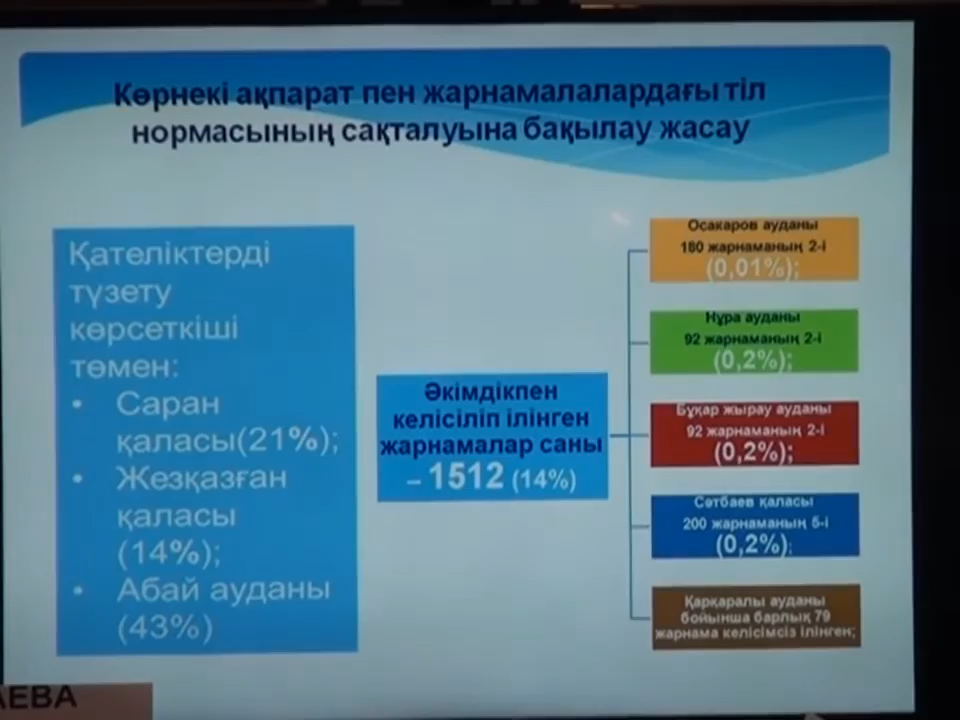 Көрнекі ақпарат пен жарнамалалардағы тіл
нормасының сақталуына бақылау жасау
Қателіктерді
түзету
көрсеткіші
төмен:
• Саран
қаласы(21%);
• Жезқазған
қаласы
(14%);
• Абай ауданы
(43%)
Әкімдікпен
келісіліп ілінген
жарнамалар саны
– 1512 (14%)
Осакаров ауданы
180 жарнаманың 2-і
(0,01%);
Нұра ауданы
92 жарнаманың 2-і
(0,2%);
Бұқар жырау ауданы
92 жарнаманың 2-і
(0,2%);
Сәтбаев қаласы
200 жарнаманың 5-і
(0,2%);
Қарқаралы ауданы
бойынша барлық 79
жарнама келісімсіз ілінген;
АЕВА